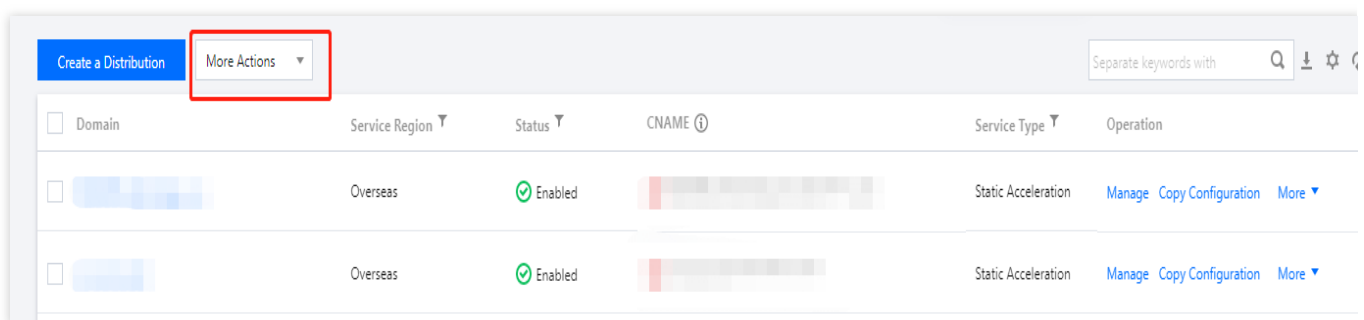 Create a Distribution More Actions Separate keywords with
Domain Service Region Status CNAME Service Type Operation
Overseas Enabled Static Acceleration Manage Copy Configuration More
Overseas Enabled Static Acceleration Manage Copy Configuration More